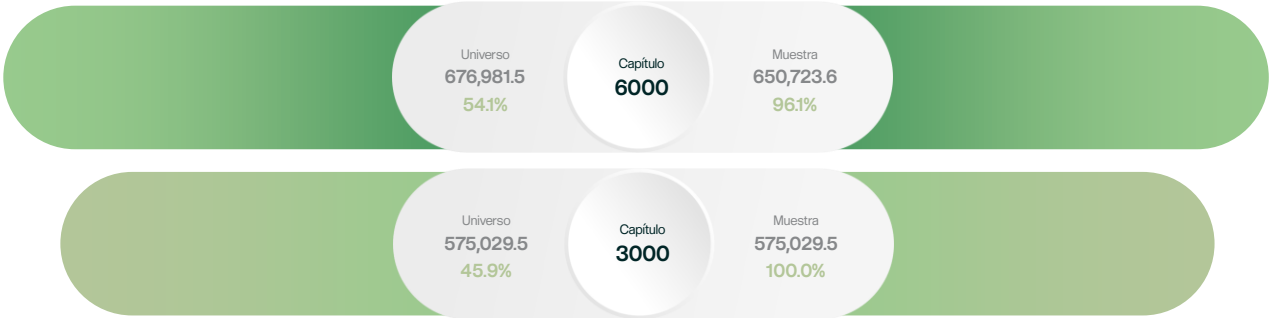 Universo
676,981.5
54.1%
Capítulo
6000
Muestra
650,723.6
96.1%
Universo
575,029.5
45.9%
Capítulo
3000
Muestra
575,029.5
100.0%